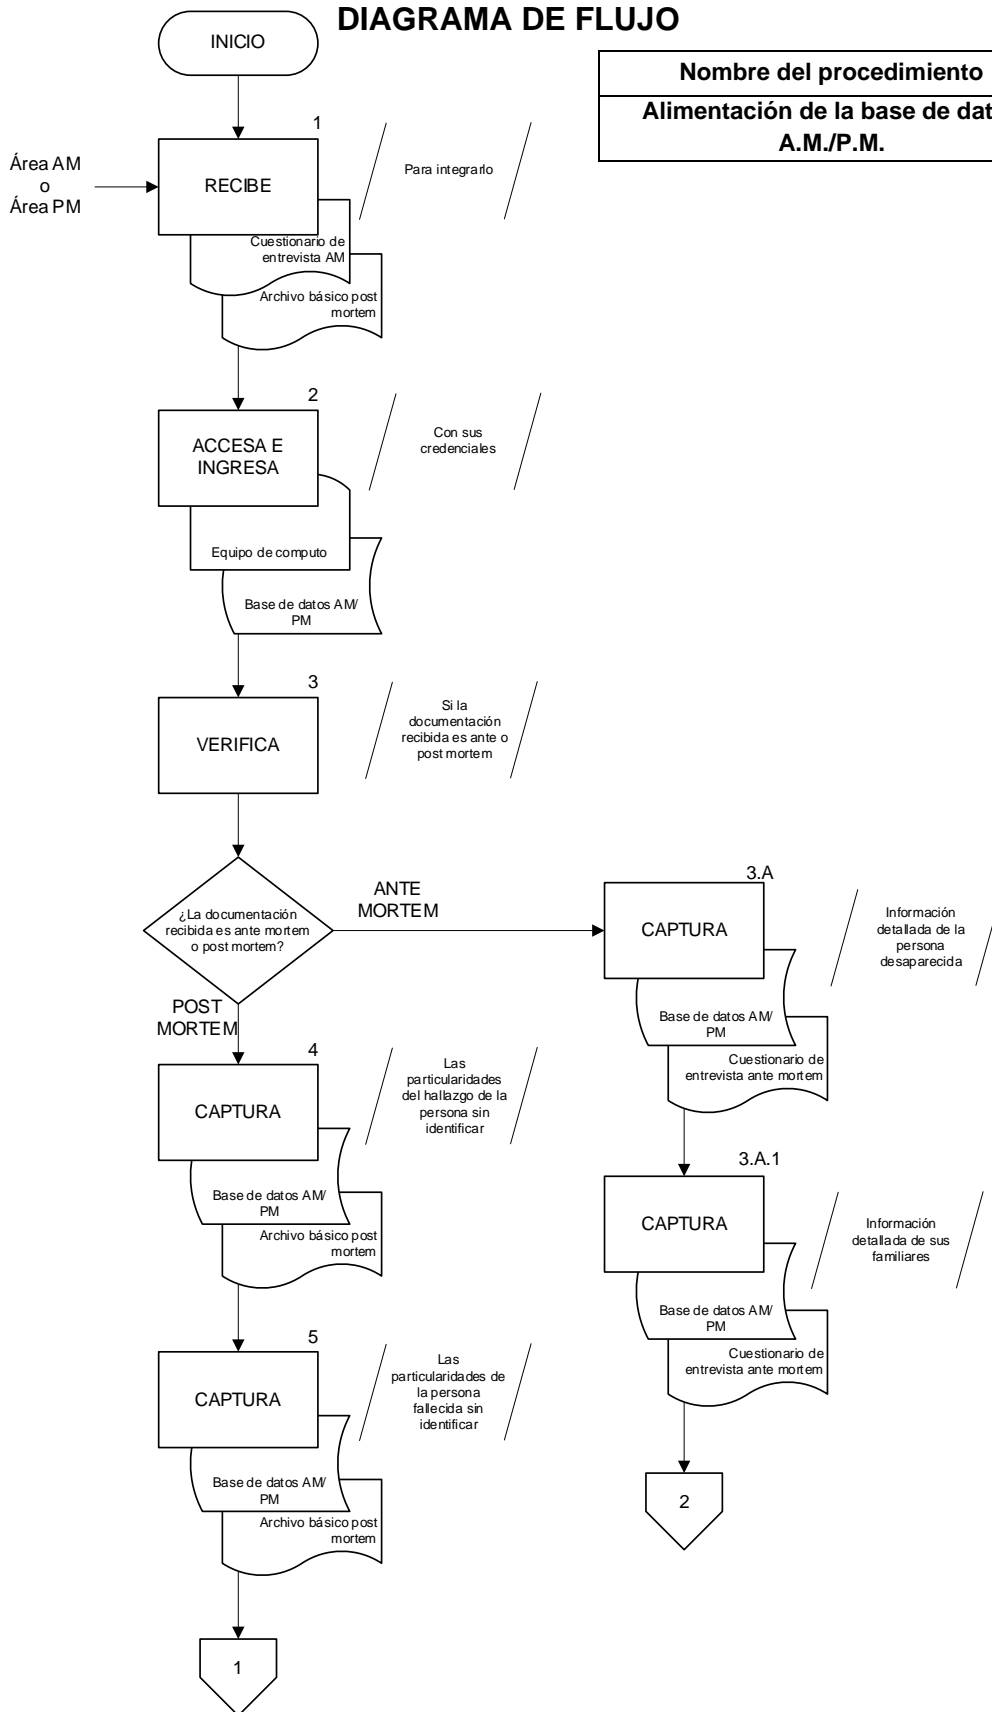 DIAGRAMA DE FLUJO
INICIO
Nombre del procedimiento
Alimentación de la base de dat
A.M./P.M.
Área AM
o
Área PM
1
RECIBE
Para integrarlo
Cuestionario de
entrevista AM
Archivo básico post
mortem
2
ACCESA E
INGRESA
Con sus
credenciales
Equipo de computo
Base de datos AM/
PM
3
VERIFICA
Si la
documentación
recibida es ante o
post mortem
¿La documentación
recibida es ante mortem
o post mortem?
ANTE
MORTEM
POST
MORTEM
3.A
CAPTURA
Información
detallada de la
persona
desaparecida
Base de datos AM/
PM
Cuestionario de
entrevista ante mortem
4
CAPTURA
Las
particularidades
del hallazgo de la
persona sin
identificar
Base de datos AM/
PM
Archivo básico post
mortem
3.A.1
CAPTURA
Información
detallada de sus
familiares
Base de datos AM/
PM
Cuestionario de
entrevista ante mortem
5
CAPTURA
Las
particularidades de
la persona
fallecida sin
identificar
Base de datos AM/
PM
Archivo básico post
mortem
2
1